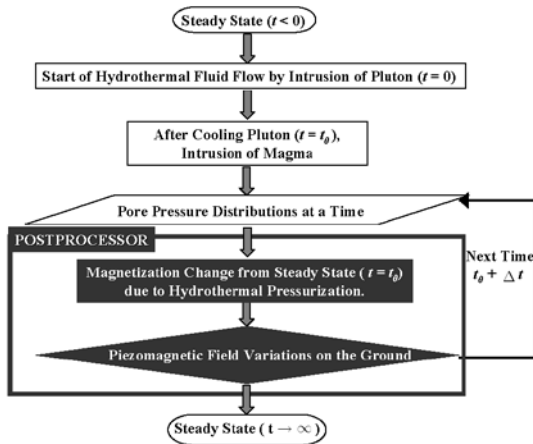 Steady State (t < 0)
Start of Hydrothermal Fluid Flow by Intrusion of Pluton (t = 0)
After Cooling Pluton (t = t₀),
Intrusion of Magma
Pore Pressure Distributions at a Time
POSTPROCESSOR
Magnetization Change from Steady State ( t = t₀)
due to Hydrothermal Pressurization.
Next Time
t₀ + Δ t
Piezomagnetic Field Variations on the Ground
Steady State ( t → ∞ )